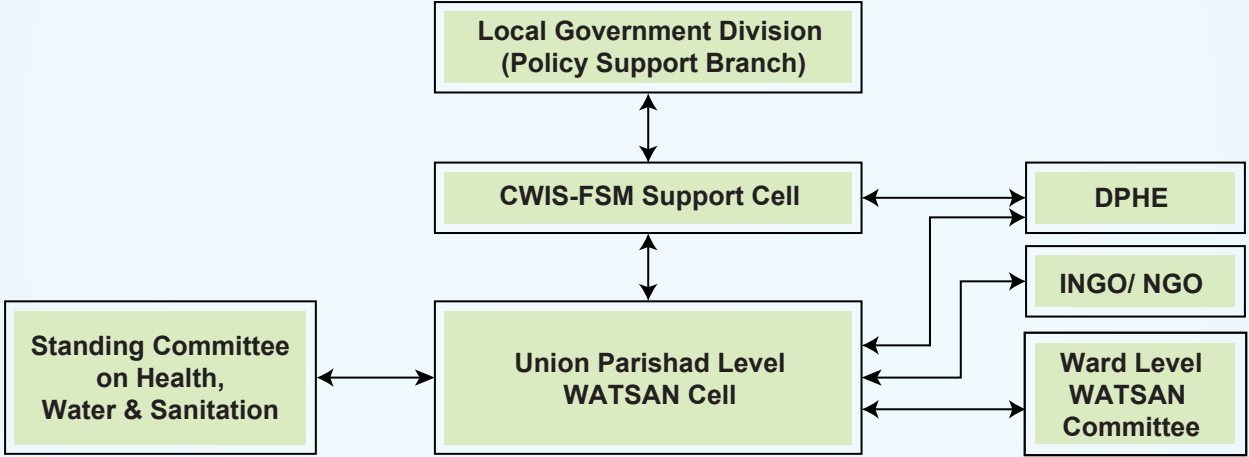 Local Government Division
(Policy Support Branch)
CWIS-FSM Support Cell
DPHE
INGO/ NGO
Standing Committee
on Health,
Water & Sanitation
Union Parishad Level
WATSAN Cell
Ward Level
WATSAN
Committee